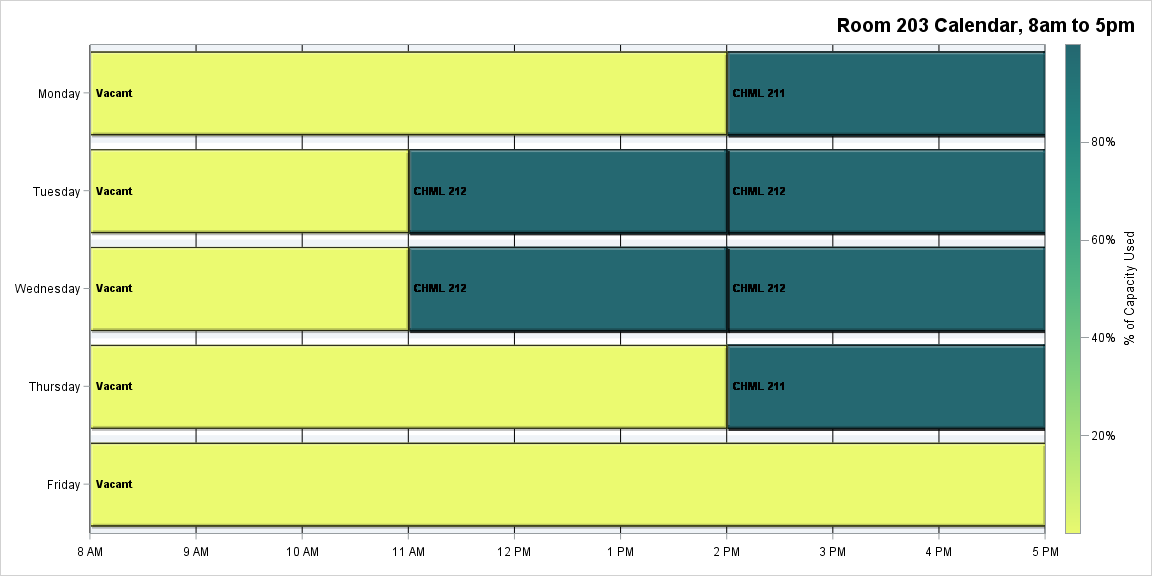 Room 203 Calendar, 8am to 5pm
Monday
Vacant
CHML 211
Tuesday
Vacant
CHML 212
CHML 212
Wednesday
Vacant
CHML 212
CHML 212
Thursday
Vacant
CHML 211
Friday
Vacant
8 AM
9 AM
10 AM
11 AM
12 PM
1 PM
2 PM
3 PM
4 PM
5 PM
80%
60%
40%
20%
% of Capacity Used